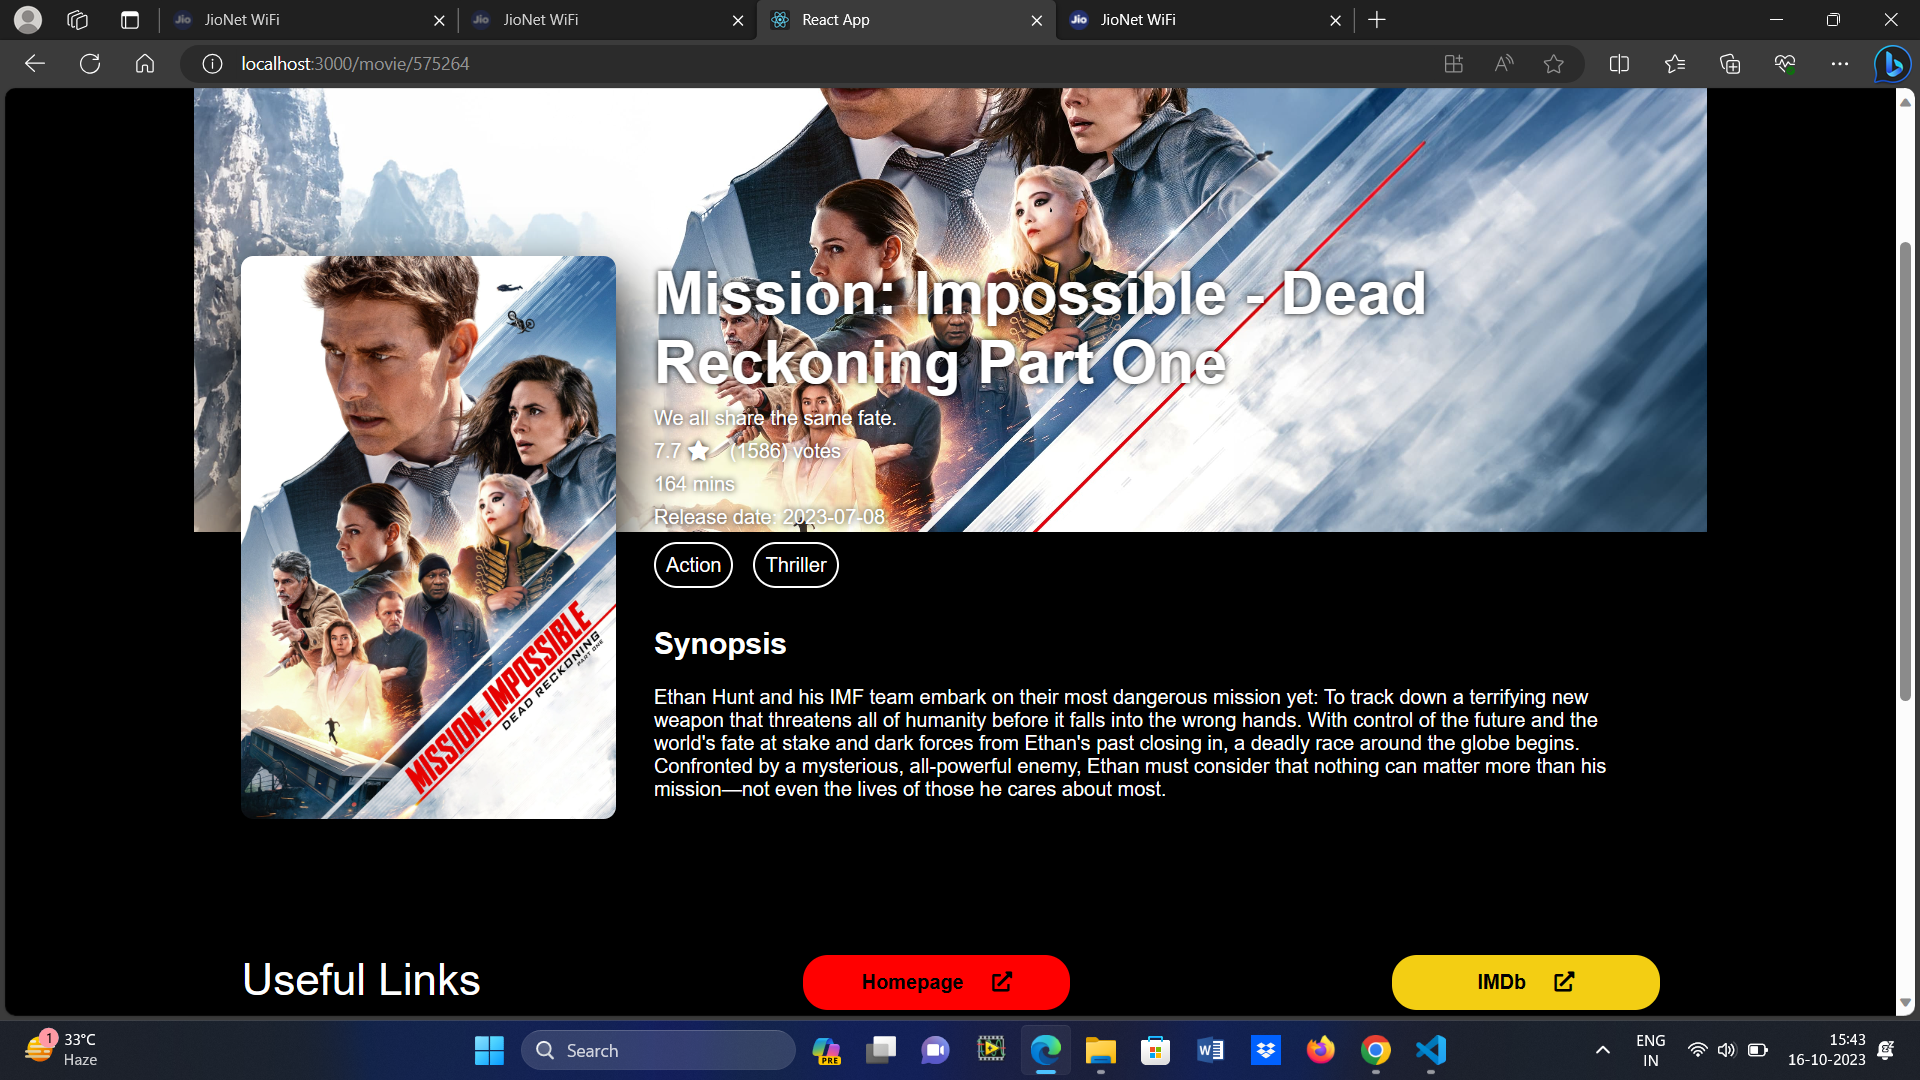 JioNet WiFi
JioNet WiFi
React App
JioNet WiFi
localhost:3000/movie/575264
Mission: Impossible - Dead
Reckoning Part One
We all share the same fate.
7.7 (1586) votes
164 mins
Release date: 2023-07-08
Action Thriller
MISSION: IMPOSSIBLE
DEAD RECKONING
PART ONE
Synopsis
Ethan Hunt and his IMF team embark on their most dangerous mission yet: To track down a terrifying new
weapon that threatens all of humanity before it falls into the wrong hands. With control of the future and the
world's fate at stake and dark forces from Ethan's past closing in, a deadly race around the globe begins.
Confronted by a mysterious, all-powerful enemy, Ethan must consider that nothing can matter more than his
mission—not even the lives of those he cares about most.
Useful Links
Homepage
IMDb
1
33°C
Haze
Search
PRE
ENG
IN
15:43
16-10-2023